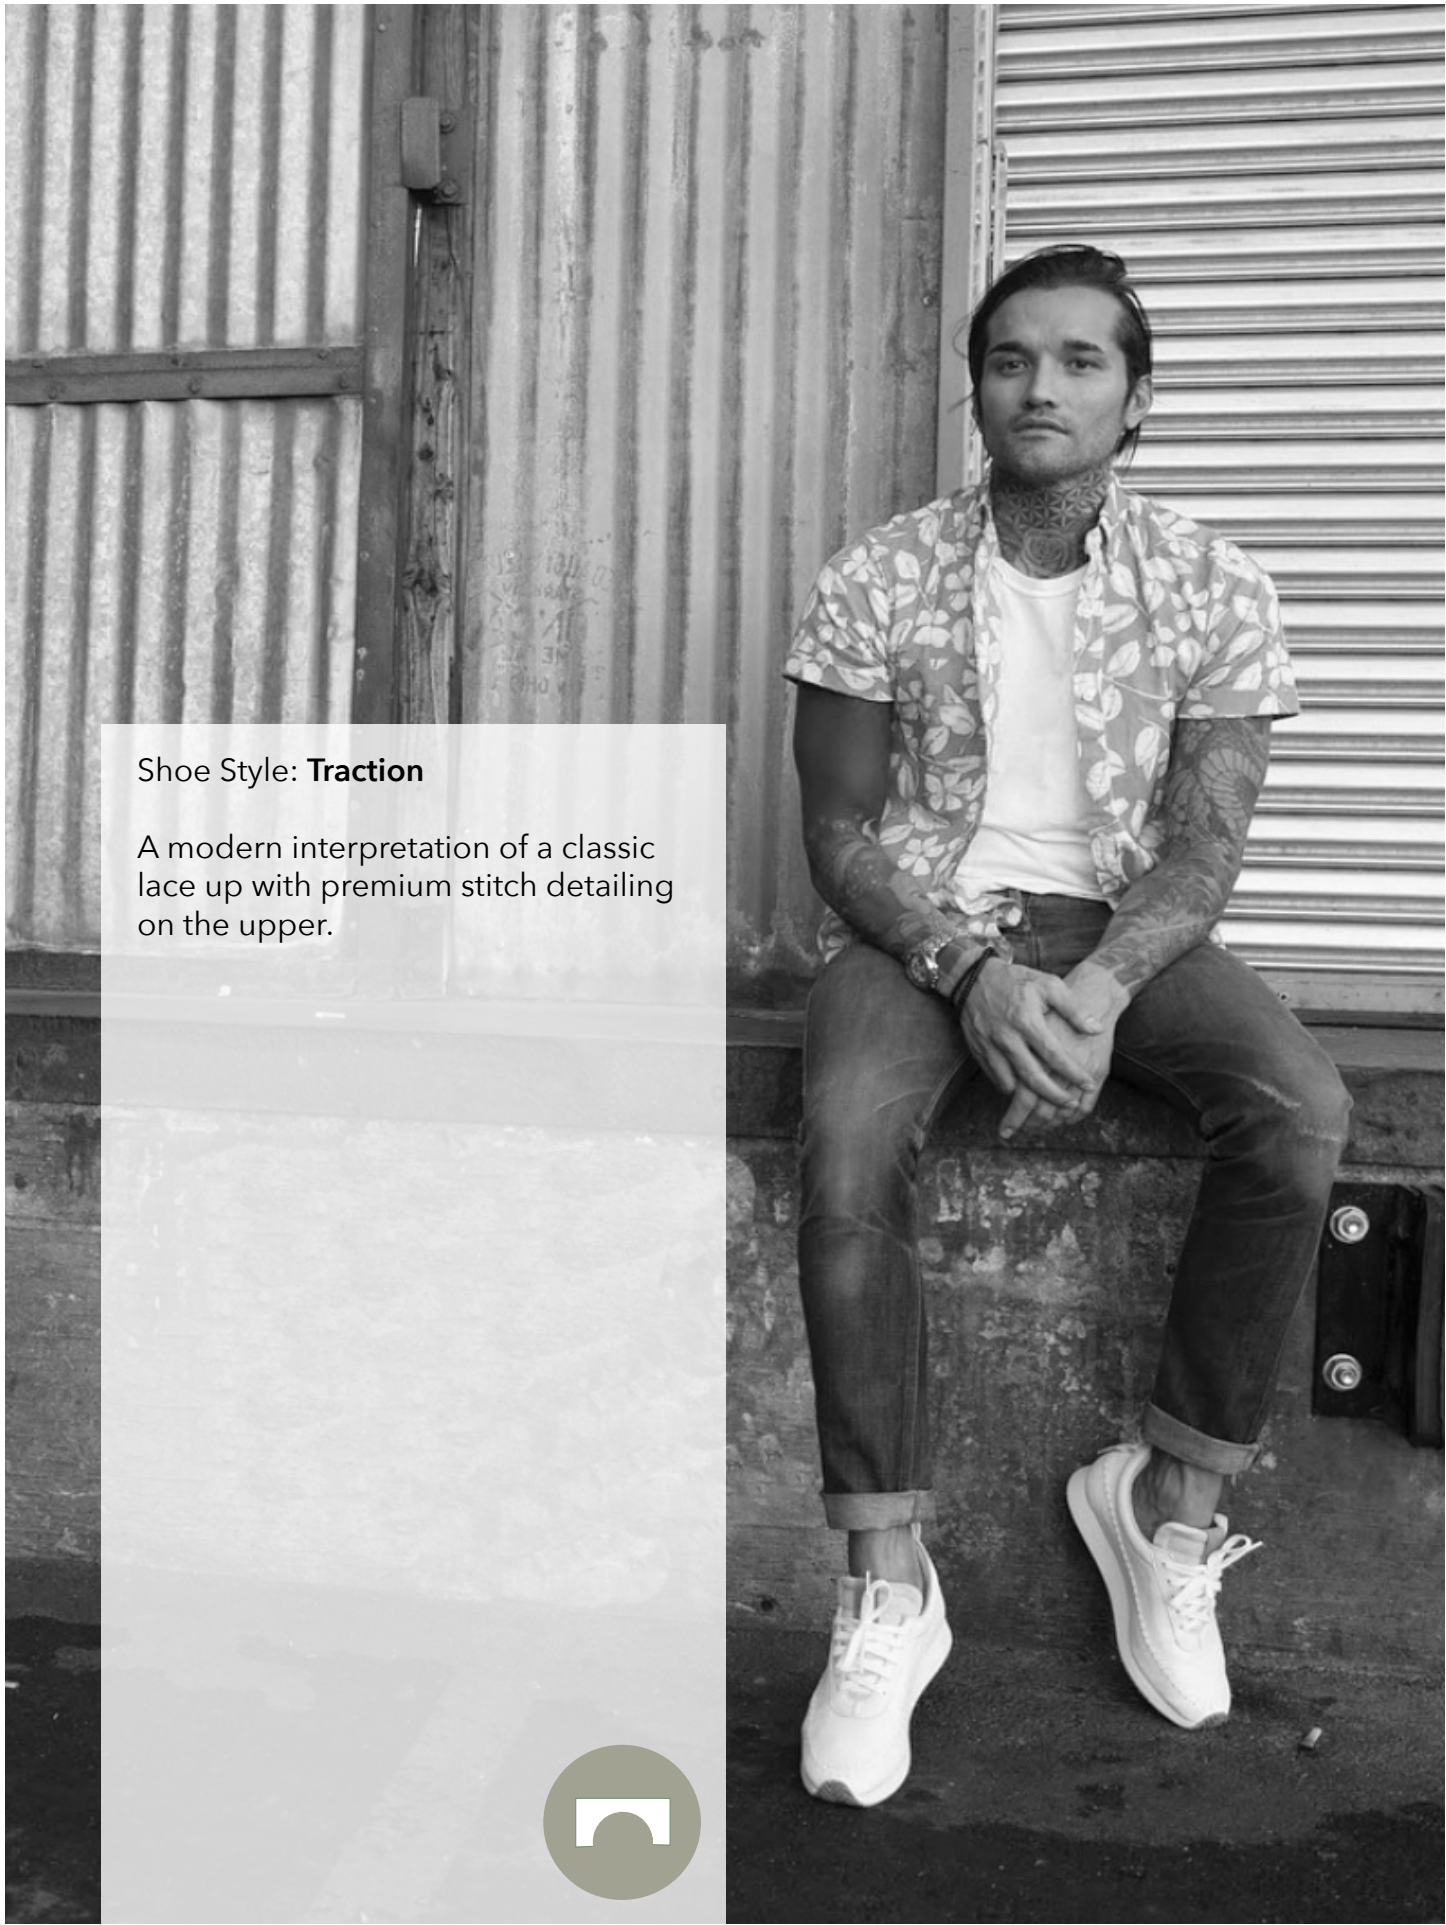 Shoe Style: Traction
A modern interpretation of a classic
lace up with premium stitch detailing
on the upper.